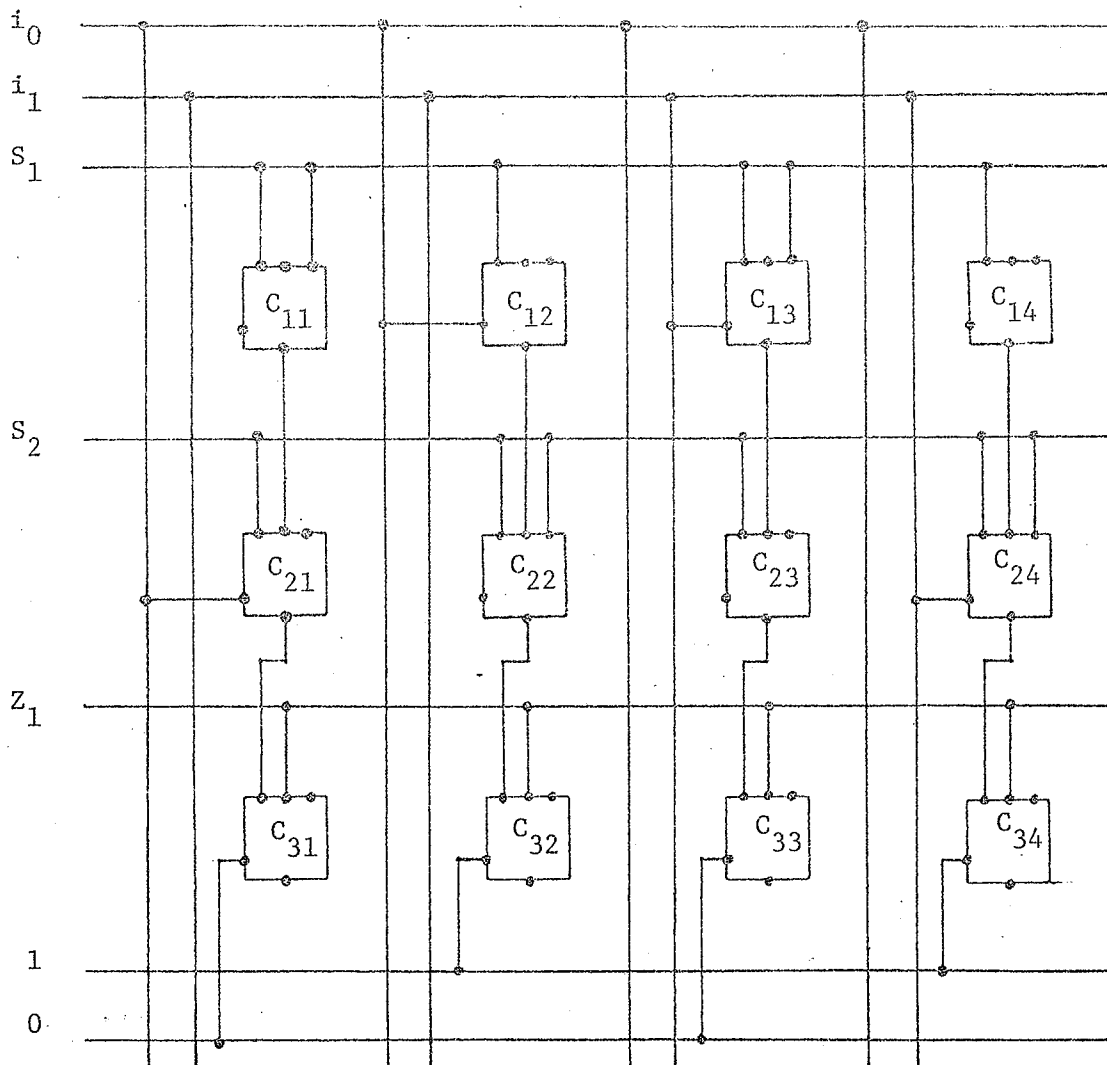 i₀
i₁
S₁
C₁₁ C₁₂ C₁₃ C₁₄
S₂
C₂₁ C₂₂ C₂₃ C₂₄
Z₁
C₃₁ C₃₂ C₃₃ C₃₄
1
0